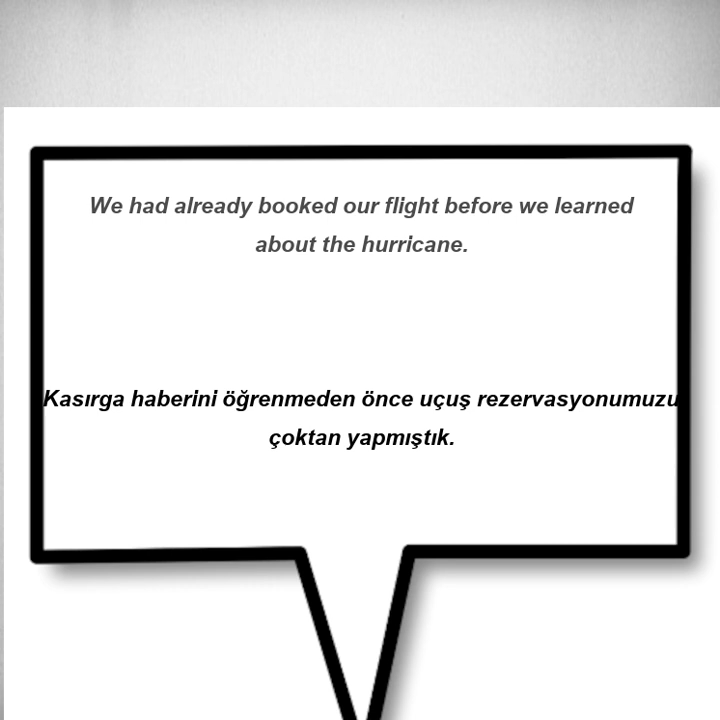 We had already booked our flight before we learned
about the hurricane.
Kasırga haberini öğrenmeden önce uçuş rezervasyonumuzu
çoktan yapmıştık.